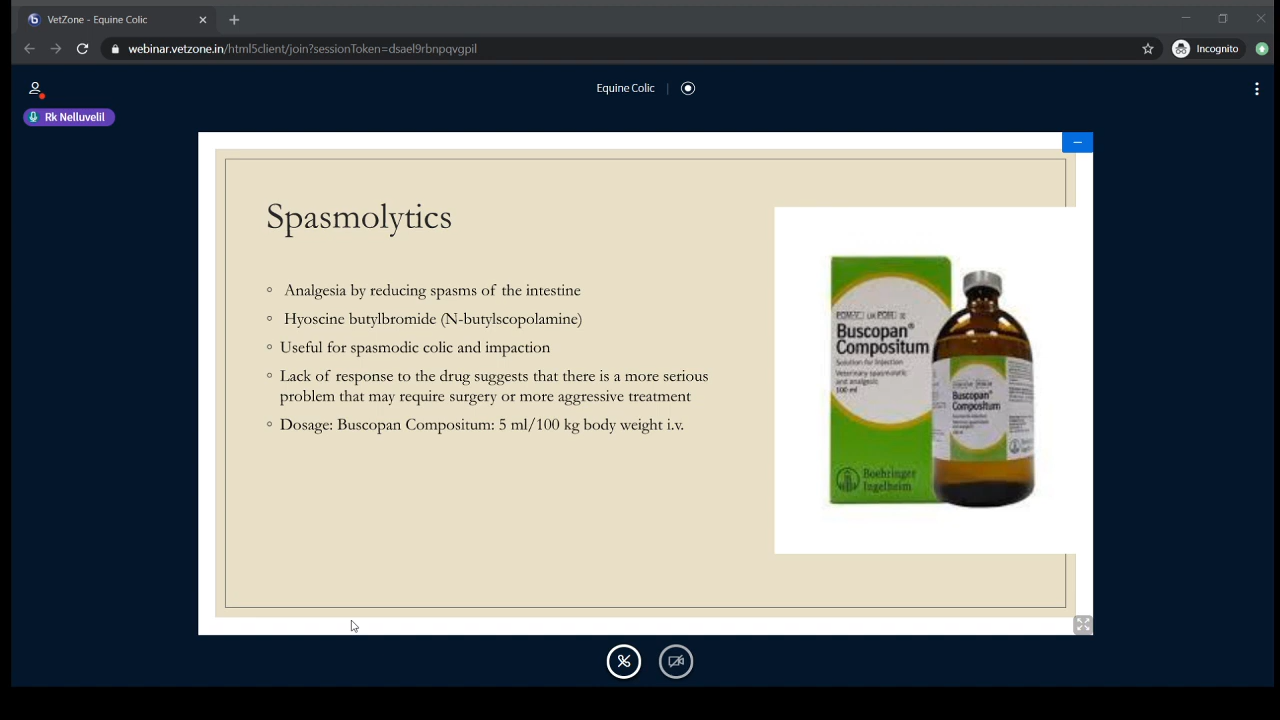 VetZone - Equine Colic
webinar.vetzone.in/html5client/join?sessionToken=dsael9rbnpqvgpil
Incognito
Equine Colic
Rk Nelluvelil
Spasmolytics
◦ Analgesia by reducing spasms of the intestine
◦ Hyoscine butylbromide (N-butylscopolamine)
◦ Useful for spasmodic colic and impaction
◦ Lack of response to the drug suggests that there is a more serious
problem that may require surgery or more aggressive treatment
◦ Dosage: Buscopan Compositum: 5 ml/100 kg body weight i.v.
Buscopan®
Compositum
Solution for Injection
Veterinary spasmolytic
and analgesic
100 ml
Boehringer
Ingelheim
Buscopan
Compositum